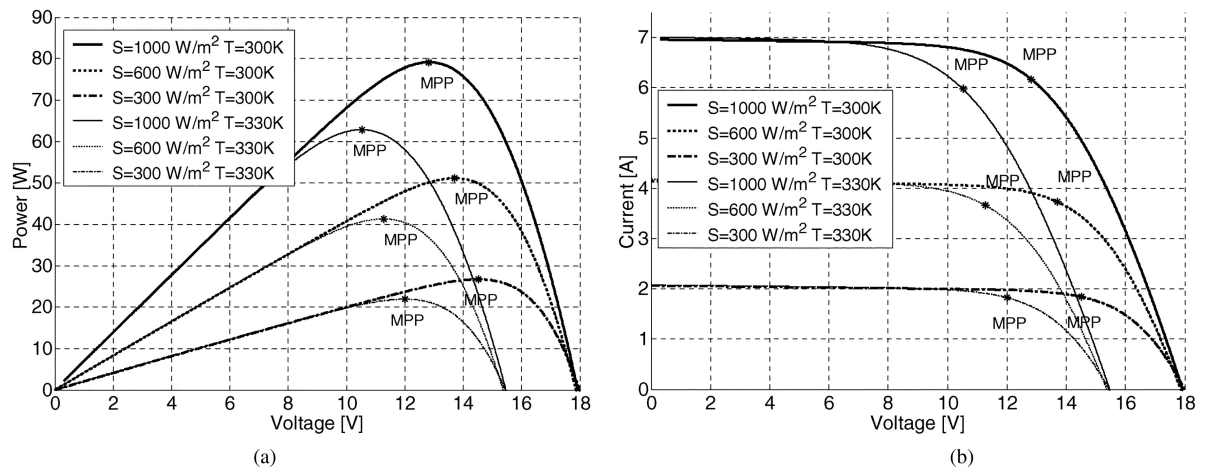 90
80
70
60
50
40
30
20
10
0
Power [W]
S=1000 W/m² T=300K
S=600 W/m² T=300K
S=300 W/m² T=300K
S=1000 W/m² T=330K
S=600 W/m² T=330K
S=300 W/m² T=330K
MPP
MPP
MPP
MPP
MPP
MPP
0 2 4 6 8 10 12 14 16 18
Voltage [V]
(a)
7
6
5
4
3
2
1
0
Current [A]
S=1000 W/m² T=300K
S=600 W/m² T=300K
S=300 W/m² T=300K
S=1000 W/m² T=330K
S=600 W/m² T=330K
S=300 W/m² T=330K
MPP
MPP
MPP
MPP
MPP
MPP
0 2 4 6 8 10 12 14 16 18
Voltage [V]
(b)